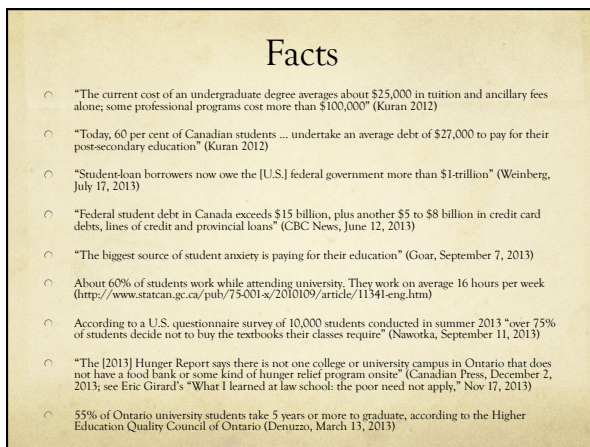 Facts
"The current cost of an undergraduate degree averages about $25,000 in tuition and ancillary fees
alone; some professional programs cost more than $100,000" (Kuran 2012)
"Today, 60 per cent of Canadian students ... undertake an average debt of $27,000 to pay for their
post-secondary education" (Kuran 2012)
"Student-loan borrowers now owe the [U.S.] federal government more than $1-trillion" (Weinberg,
July 17, 2013)
"Federal student debt in Canada exceeds $15 billion, plus another $5 to $8 billion in credit card
debts, lines of credit and provincial loans" (CBC News, June 12, 2013)
"The biggest source of student anxiety is paying for their education" (Goar, September 7, 2013)
About 60% of students work while attending university. They work on average 16 hours per week
(http://www.statcan.gc.ca/pub/75-001-x/2010109/article/11341-eng.htm)
According to a U.S. questionnaire survey of 10,000 students conducted in summer 2013 "over 75%
of students decide not to buy the textbooks their classes require" (Nawotka, September 11, 2013)
"The [2013] Hunger Report says there is not one college or university campus in Ontario that does
not have a food bank or some kind of hunger relief program onsite" (Canadian Press, December 2,
2013; see Eric Girard's "What I learned at law school: the poor need not apply," Nov 17, 2013)
55% of Ontario university students take 5 years or more to graduate, according to the Higher
Education Quality Council of Ontario (Denuzzo, March 13, 2013)